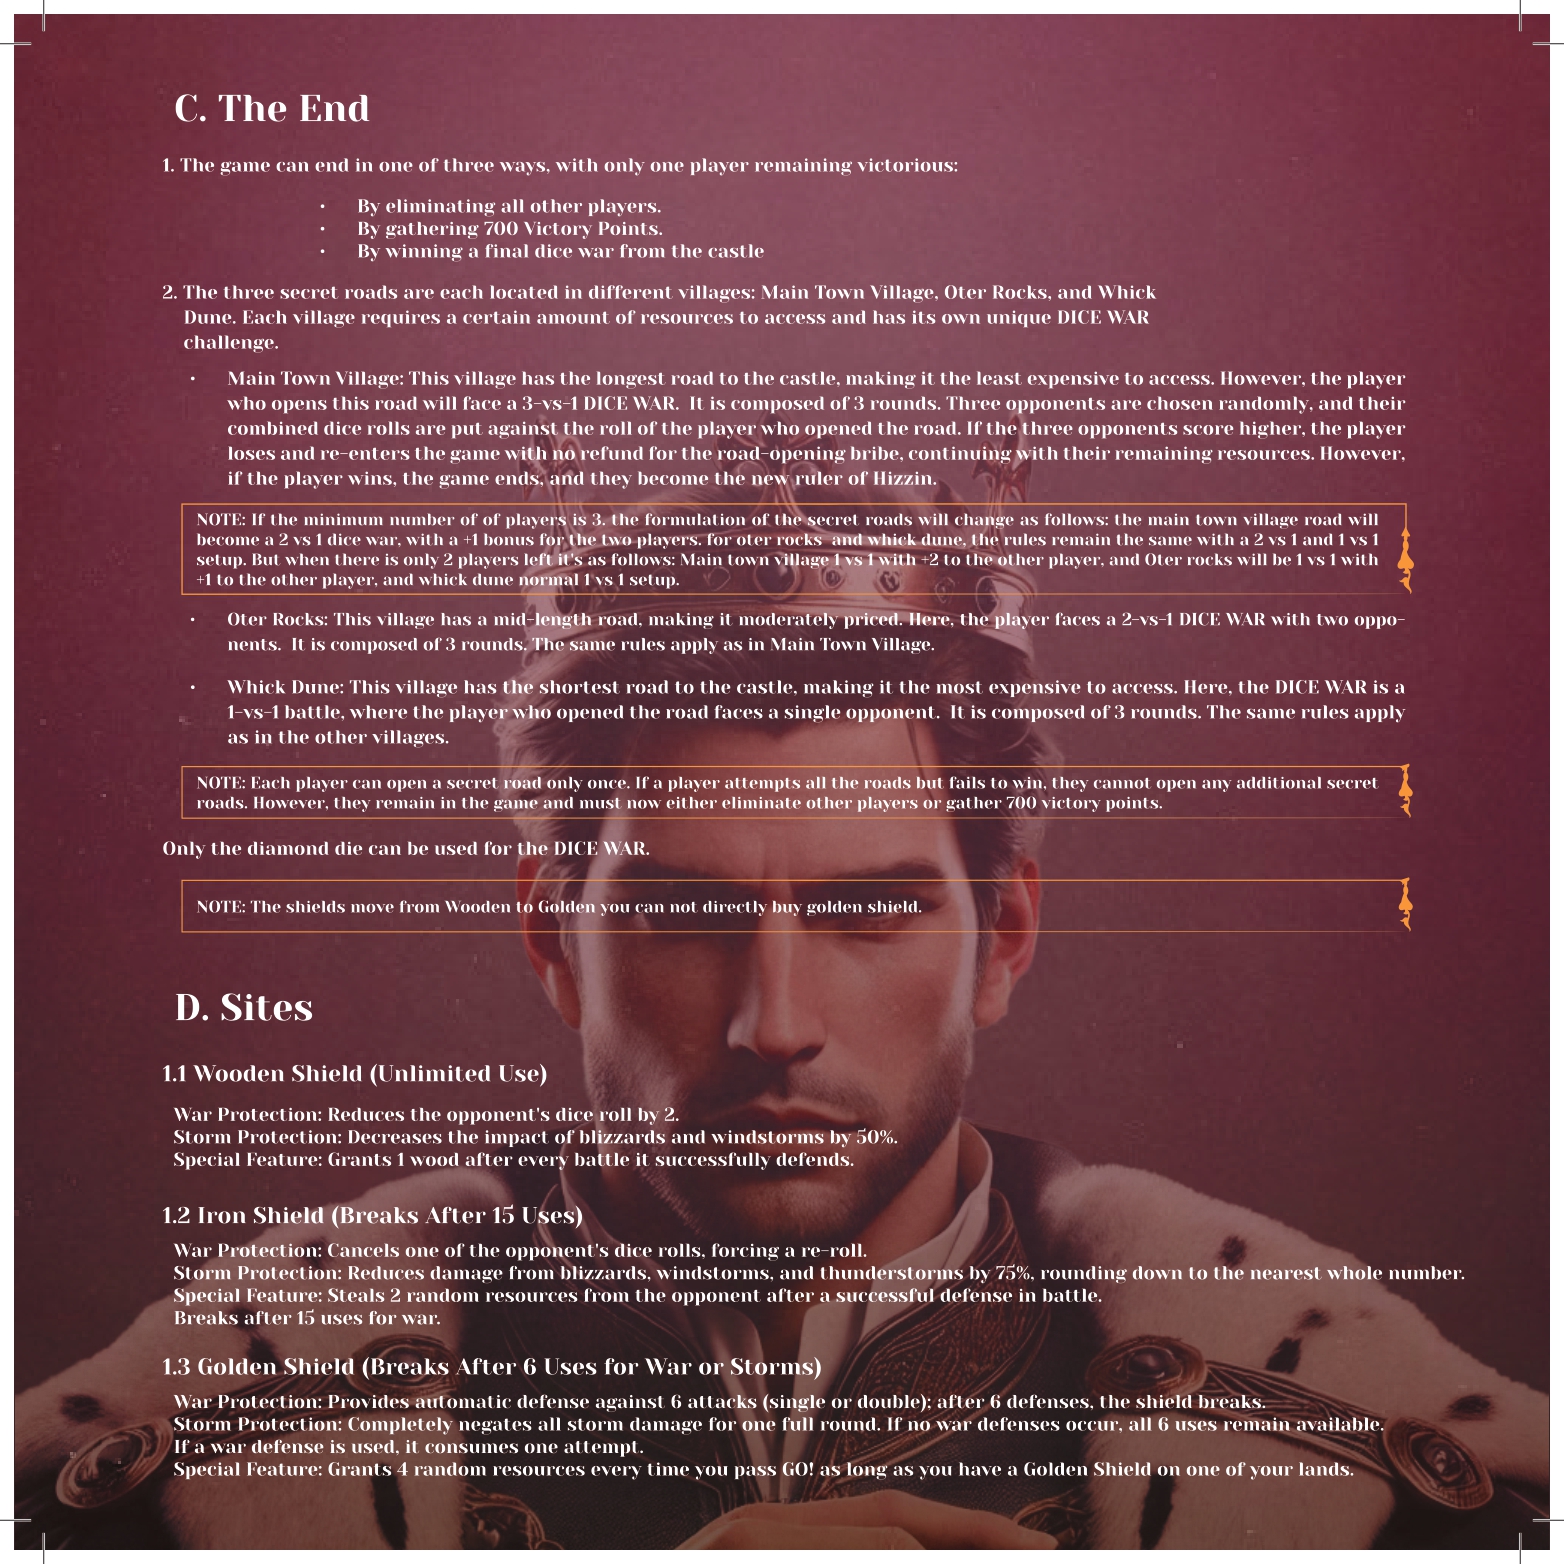 C. The End
1. The game can end in one of three ways, with only one player remaining victorious:
• By eliminating all other players.
• By gathering 700 Victory Points.
• By winning a final dice war from the castle
2. The three secret roads are each located in different villages: Main Town Village, Oter Rocks, and Whick
Dune. Each village requires a certain amount of resources to access and has its own unique DICE WAR
challenge.
• Main Town Village: This village has the longest road to the castle, making it the least expensive to access. However, the player
who opens this road will face a 3-vs-1 DICE WAR. It is composed of 3 rounds. Three opponents are chosen randomly, and their
combined dice rolls are put against the roll of the player who opened the road. If the three opponents score higher, the player
loses and re-enters the game with no refund for the road-opening bribe, continuing with their remaining resources. However,
if the player wins, the game ends, and they become the new ruler of Hizzin.
NOTE: If the minimum number of of players is 3. the formulation of the secret roads will change as follows: the main town village road will
become a 2 vs 1 dice war, with a +1 bonus for the two players. for oter rocks and whick dune, the rules remain the same with a 2 vs 1 and 1 vs 1
setup. But when there is only 2 players left it's as follows: Main town village 1 vs 1 with +2 to the other player, and Oter rocks will be 1 vs 1 with
+1 to the other player, and whick dune normal 1 vs 1 setup.
• Oter Rocks: This village has a mid-length road, making it moderately priced. Here, the player faces a 2-vs-1 DICE WAR with two oppo-
nents. It is composed of 3 rounds. The same rules apply as in Main Town Village.
• Whick Dune: This village has the shortest road to the castle, making it the most expensive to access. Here, the DICE WAR is a
1-vs-1 battle, where the player who opened the road faces a single opponent. It is composed of 3 rounds. The same rules apply
as in the other villages.
NOTE: Each player can open a secret road only once. If a player attempts all the roads but fails to win, they cannot open any additional secret
roads. However, they remain in the game and must now either eliminate other players or gather 700 victory points.
Only the diamond die can be used for the DICE WAR.
NOTE: The shields move from Wooden to Golden you can not directly buy golden shield.
D. Sites
1.1 Wooden Shield (Unlimited Use)
War Protection: Reduces the opponent's dice roll by 2.
Storm Protection: Decreases the impact of blizzards and windstorms by 50%.
Special Feature: Grants 1 wood after every battle it successfully defends.
1.2 Iron Shield (Breaks After 15 Uses)
War Protection: Cancels one of the opponent's dice rolls, forcing a re-roll.
Storm Protection: Reduces damage from blizzards, windstorms, and thunderstorms by 75%, rounding down to the nearest whole number.
Special Feature: Steals 2 random resources from the opponent after a successful defense in battle.
Breaks after 15 uses for war.
1.3 Golden Shield (Breaks After 6 Uses for War or Storms)
War Protection: Provides automatic defense against 6 attacks (single or double); after 6 defenses, the shield breaks.
Storm Protection: Completely negates all storm damage for one full round. If no war defenses occur, all 6 uses remain available.
If a war defense is used, it consumes one attempt.
Special Feature: Grants 4 random resources every time you pass GO! as long as you have a Golden Shield on one of your lands.